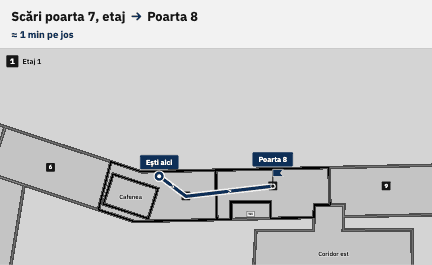 Scări poarta 7, etaj → Poarta 8
≈ 1 min pe jos
1 Etaj 1
Ești aici
Poarta 8
6
9
Cafenea
Coridor est